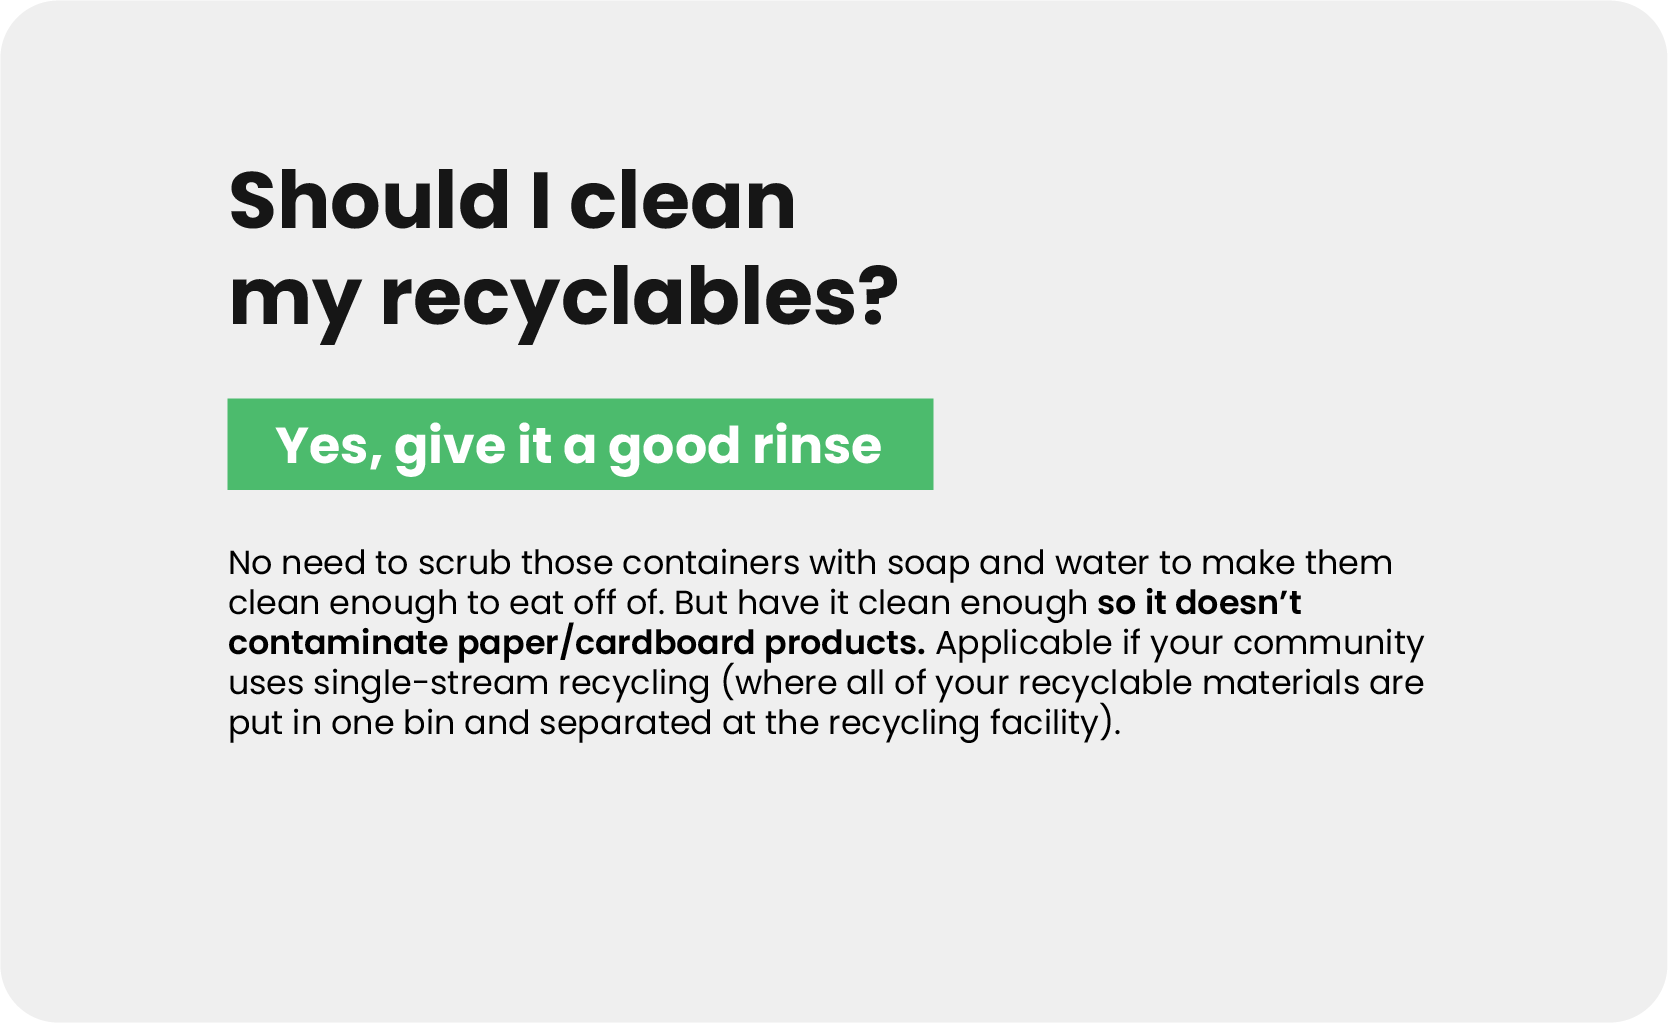 Should I clean
my recyclables?
Yes, give it a good rinse
No need to scrub those containers with soap and water to make them
clean enough to eat off of. But have it clean enough so it doesn’t
contaminate paper/cardboard products. Applicable if your community
uses single-stream recycling (where all of your recyclable materials are
put in one bin and separated at the recycling facility).